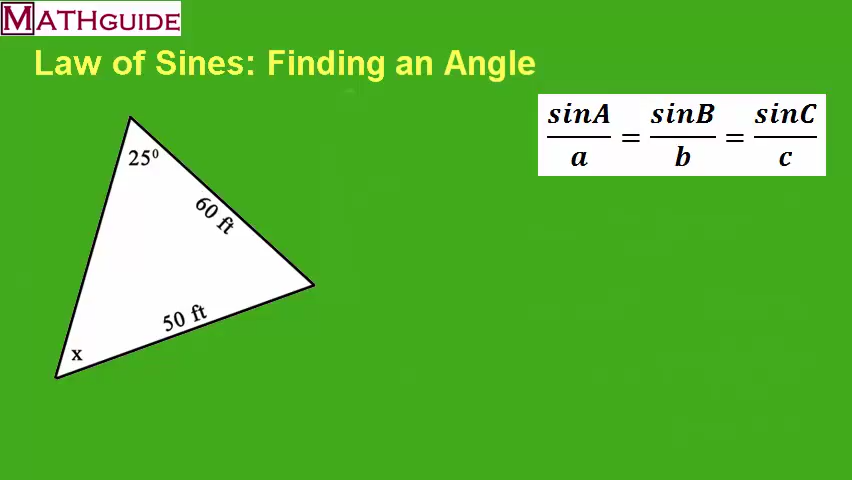 MATHGUIDE
Law of Sines: Finding an Angle
sinA/a = sinB/b = sinC/c
25⁰
60 ft
50 ft
x